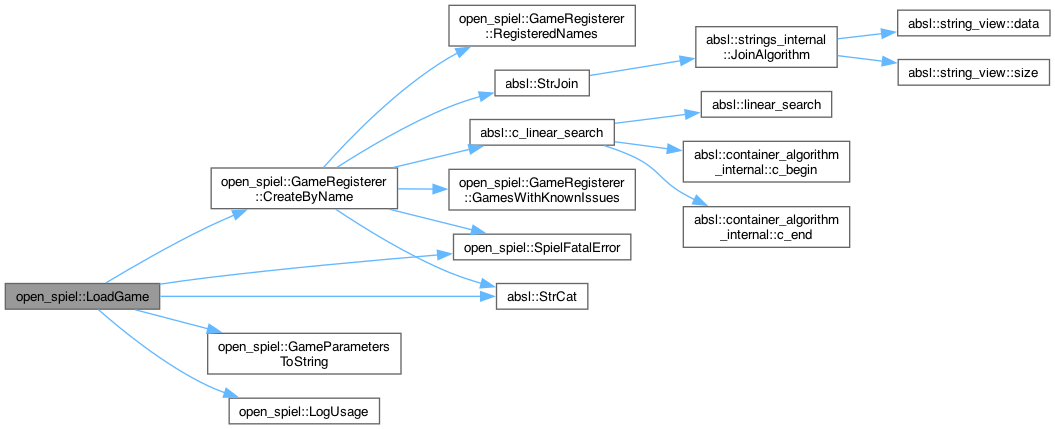 open_spiel::GameRegisterer
::RegisteredNames
absl::strings_internal
::JoinAlgorithm
absl::string_view::data
absl::string_view::size
absl::StrJoin
absl::linear_search
absl::c_linear_search
absl::container_algorithm
_internal::c_begin
open_spiel::GameRegisterer
::CreateByName
open_spiel::GameRegisterer
::GamesWithKnownIssues
absl::container_algorithm
_internal::c_end
open_spiel::SpielFatalError
open_spiel::LoadGame
absl::StrCat
open_spiel::GameParameters
ToString
open_spiel::LogUsage